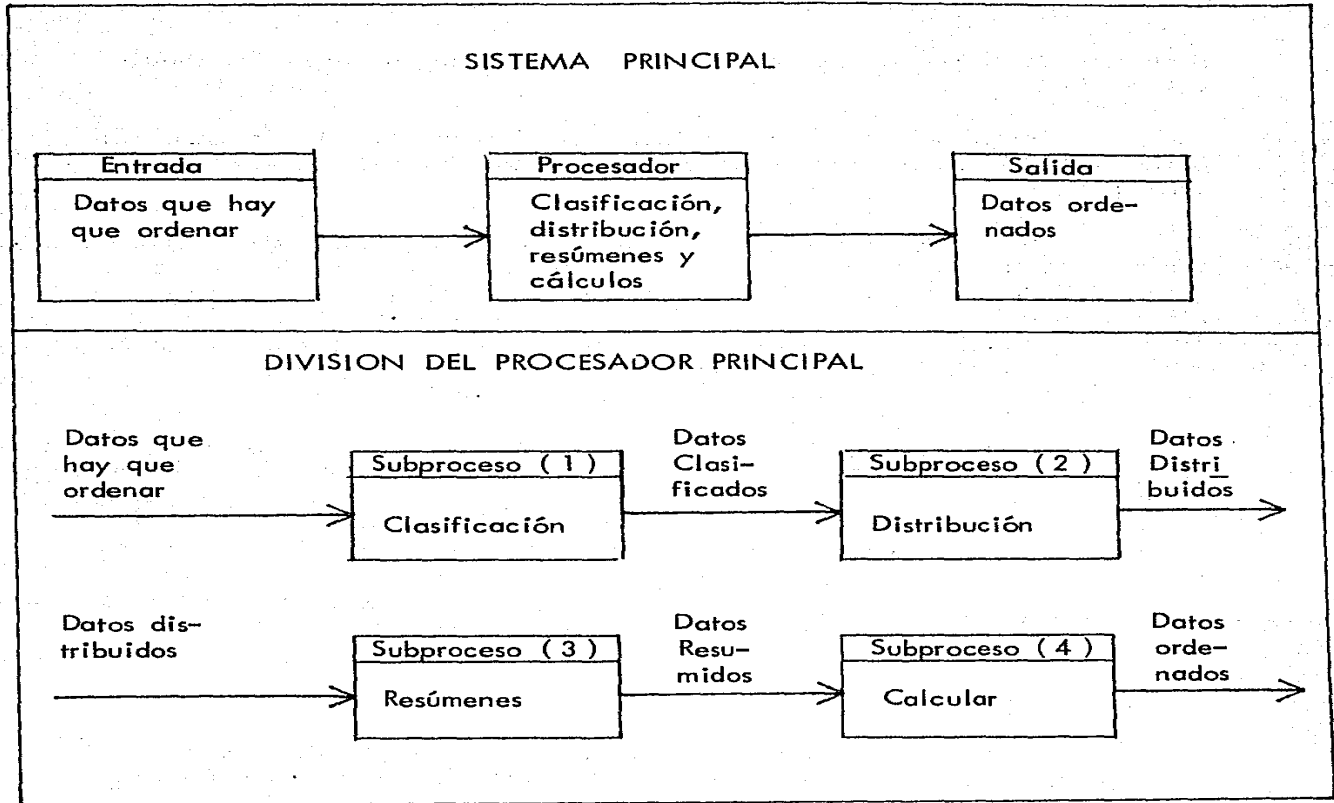 SISTEMA PRINCIPAL
Entrada
Datos que hay
que ordenar
Procesador
Clasificación,
distribución,
resúmenes y
cálculos
Salida
Datos orde-
nados
DIVISION DEL PROCESADOR PRINCIPAL
Datos que
hay que
ordenar
Subproceso ( 1 )
Clasificación
Datos
Clasi-
ficados
Subproceso ( 2 )
Distribución
Datos
Distri
buidos
Datos dis-
tribuidos
Subproceso ( 3 )
Resúmenes
Datos
Resu-
midos
Subproceso ( 4 )
Calcular
Datos
orde-
nados